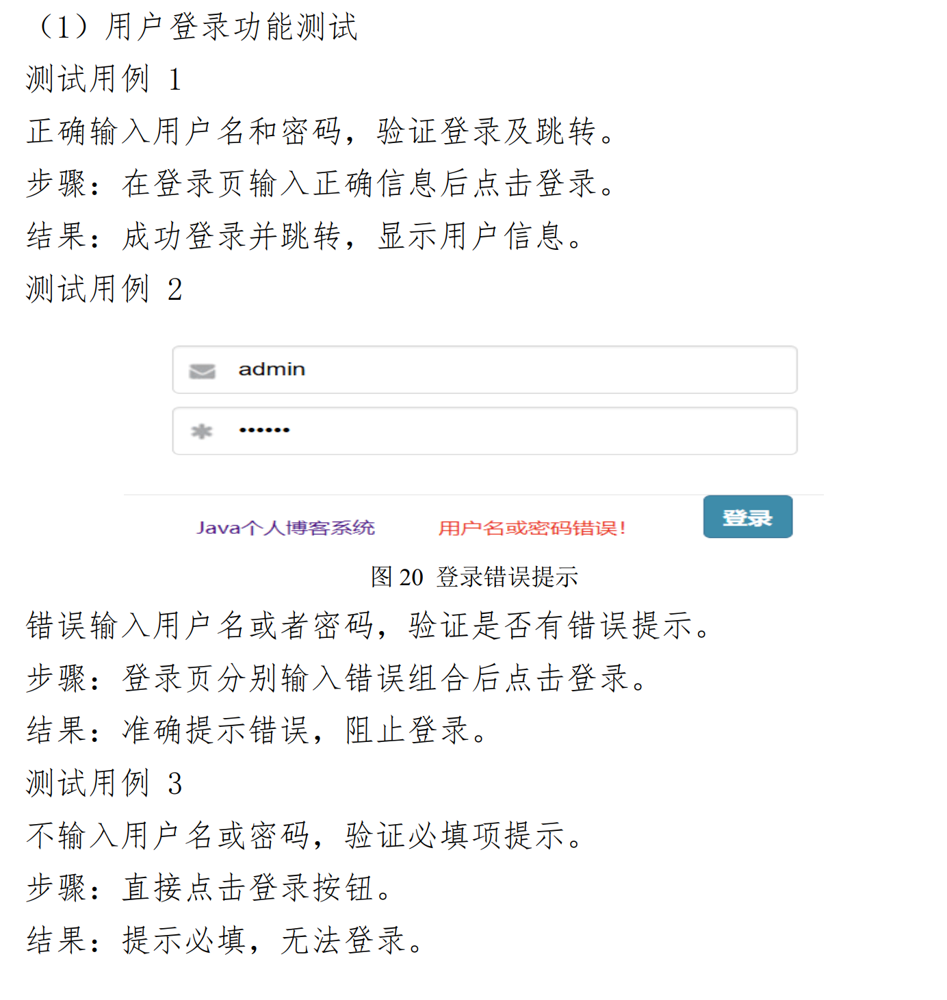 （1）用户登录功能测试
测试用例 1
正确输入用户名和密码，验证登录及跳转。
步骤：在登录页输入正确信息后点击登录。
结果：成功登录并跳转，显示用户信息。
测试用例 2
admin
••••••
Java个人博客系统 用户名或密码错误! 登录
图 20 登录错误提示
错误输入用户名或者密码，验证是否有错误提示。
步骤：登录页分别输入错误组合后点击登录。
结果：准确提示错误，阻止登录。
测试用例 3
不输入用户名或密码，验证必填项提示。
步骤：直接点击登录按钮。
结果：提示必填，无法登录。